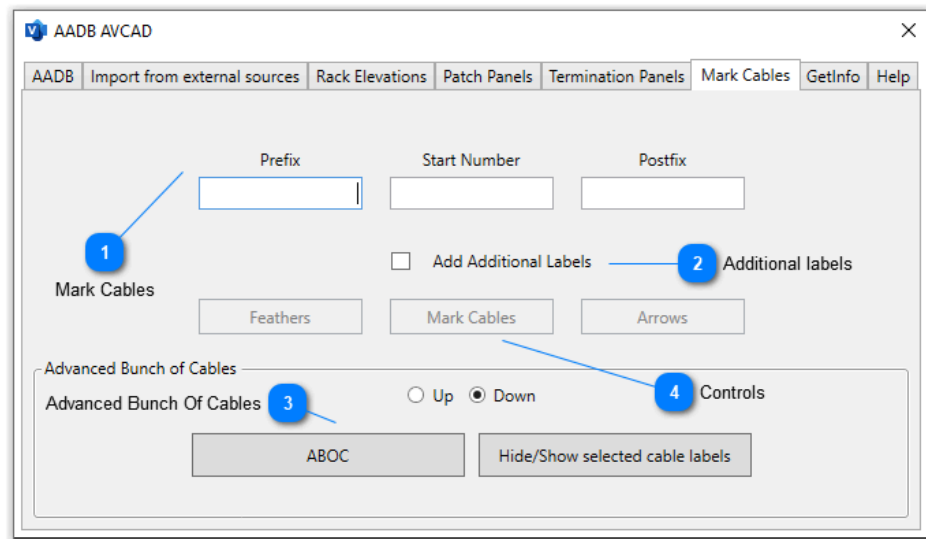 AADB AVCAD
AADB Import from external sources Rack Elevations Patch Panels Termination Panels Mark Cables GetInfo Help
Prefix Start Number Postfix
1
Mark Cables
Add Additional Labels 2 Additional labels
Feathers Mark Cables Arrows
Advanced Bunch of Cables
Advanced Bunch Of Cables 3 Up Down 4 Controls
ABOC Hide/Show selected cable labels